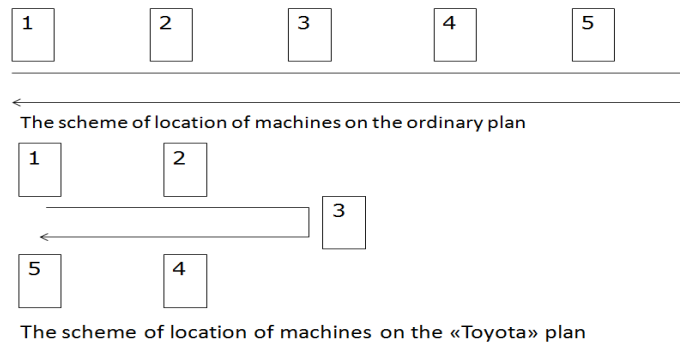 1 2 3 4 5
The scheme of location of machines on the ordinary plan
1 2
3
5 4
The scheme of location of machines on the «Toyota» plan